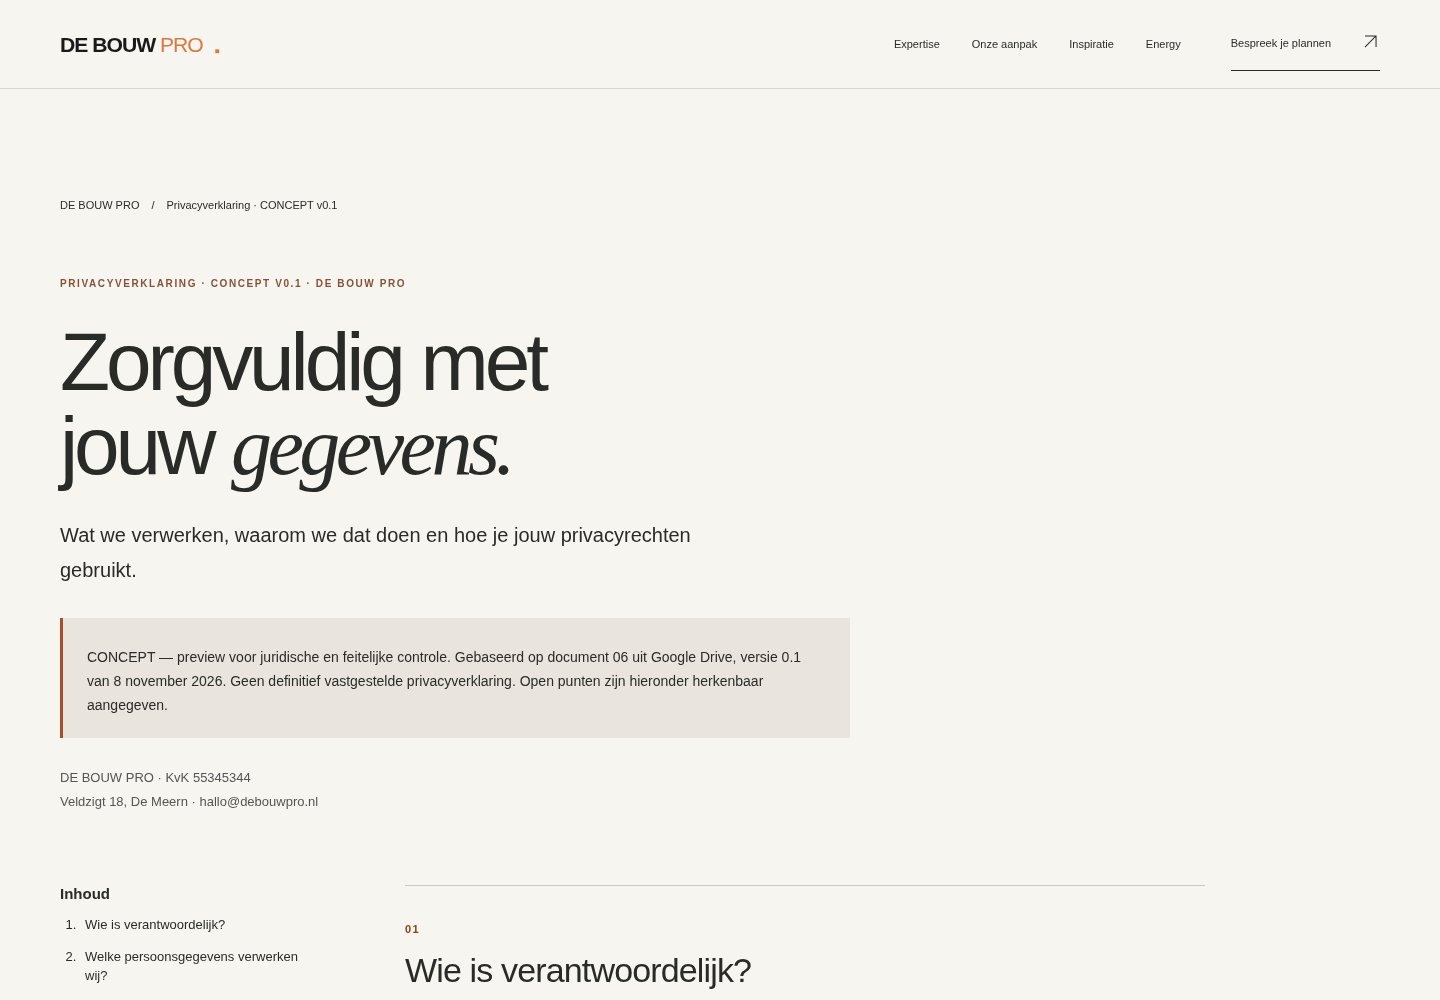 DE BOUW PRO .
Expertise
Onze aanpak
Inspiratie
Energy
Bespreek je plannen
DE BOUW PRO / Privacyverklaring · CONCEPT v0.1
PRIVACYVERKLARING · CONCEPT V0.1 · DE BOUW PRO
Zorgvuldig met
jouw gegevens.
Wat we verwerken, waarom we dat doen en hoe je jouw privacyrechten
gebruikt.
CONCEPT — preview voor juridische en feitelijke controle. Gebaseerd op document 06 uit Google Drive, versie 0.1
van 8 november 2026. Geen definitief vastgestelde privacyverklaring. Open punten zijn hieronder herkenbaar
aangegeven.
DE BOUW PRO · KvK 55345344
Veldzigt 18, De Meern · hallo@debouwpro.nl
Inhoud
1. Wie is verantwoordelijk?
2. Welke persoonsgegevens verwerken
wij?
01
Wie is verantwoordelijk?